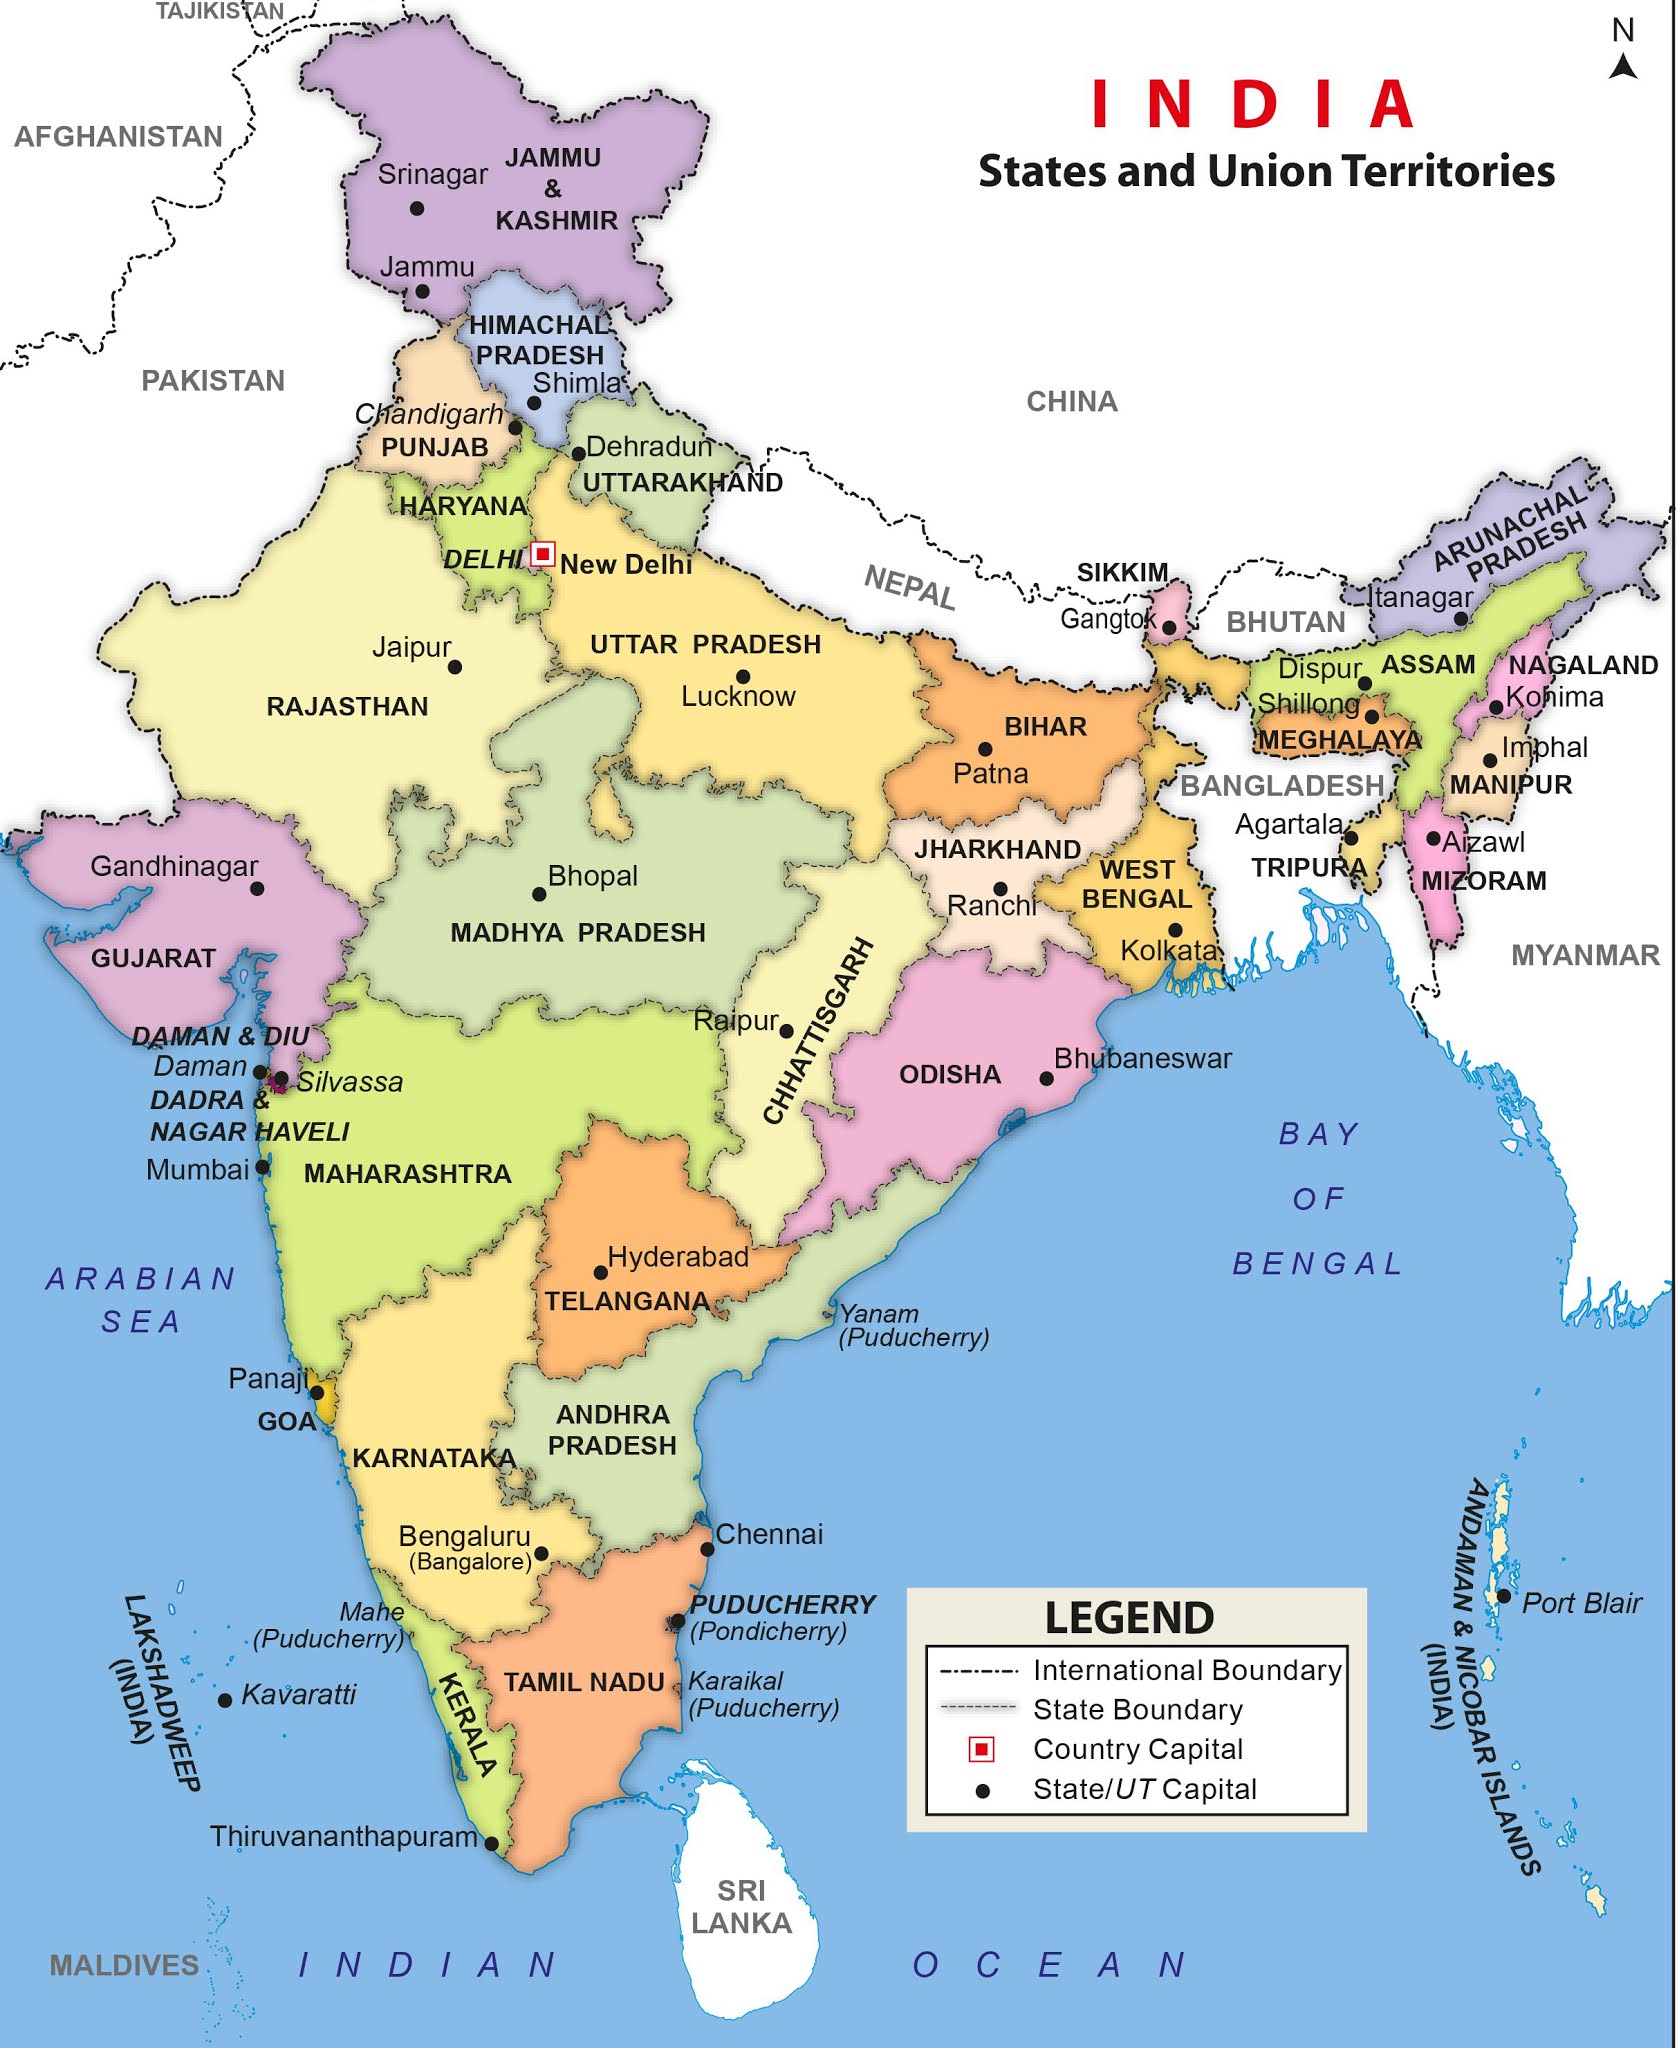 TAJIKISTAN
N
INDIA
States and Union Territories
AFGHANISTAN
Srinagar
JAMMU
&
KASHMIR
Jammu
HIMACHAL
PRADESH
Shimla
PAKISTAN
CHINA
Chandigarh
PUNJAB
Dehradun
UTTARAKHAND
HARYANA
DELHI
New Delhi
NEPAL
SIKKIM
Gangtok
BHUTAN
ARUNACHAL
PRADESH
Itanagar
UTTAR PRADESH
Lucknow
Jaipur
RAJASTHAN
Dispur
ASSAM
NAGALAND
Kohima
Shillong
MEGHALAYA
Imphal
MANIPUR
BIHAR
Patna
BANGLADESH
Agartala
TRIPURA
Aizawl
MIZORAM
JHARKHAND
Ranchi
WEST
BENGAL
Kolkata
MYANMAR
Gandhinagar
GUJARAT
Bhopal
MADHYA PRADESH
CHHATTISGARH
Raipur
ODISHA
Bhubaneswar
DAMAN & DIU
Daman
Silvassa
DADRA &
NAGAR HAVELI
Mumbai
MAHARASHTRA
BAY
OF
BENGAL
ARABIAN
SEA
Hyderabad
TELANGANA
Yanam
(Puducherry)
Panaji
GOA
KARNATAKA
ANDHRA
PRADESH
Bengaluru
(Bangalore)
Chennai
Mahe
(Puducherry)
PUDUCHERRY
(Pondicherry)
TAMIL NADU
Karaikal
(Puducherry)
KERALA
LAKSHADWEEP
(INDIA)
Kavaratti
Thiruvananthapuram
ANDAMAN & NICOBAR ISLANDS
(INDIA)
Port Blair
LEGEND
International Boundary
State Boundary
Country Capital
State/UT Capital
SRI
LANKA
MALDIVES
INDIAN OCEAN